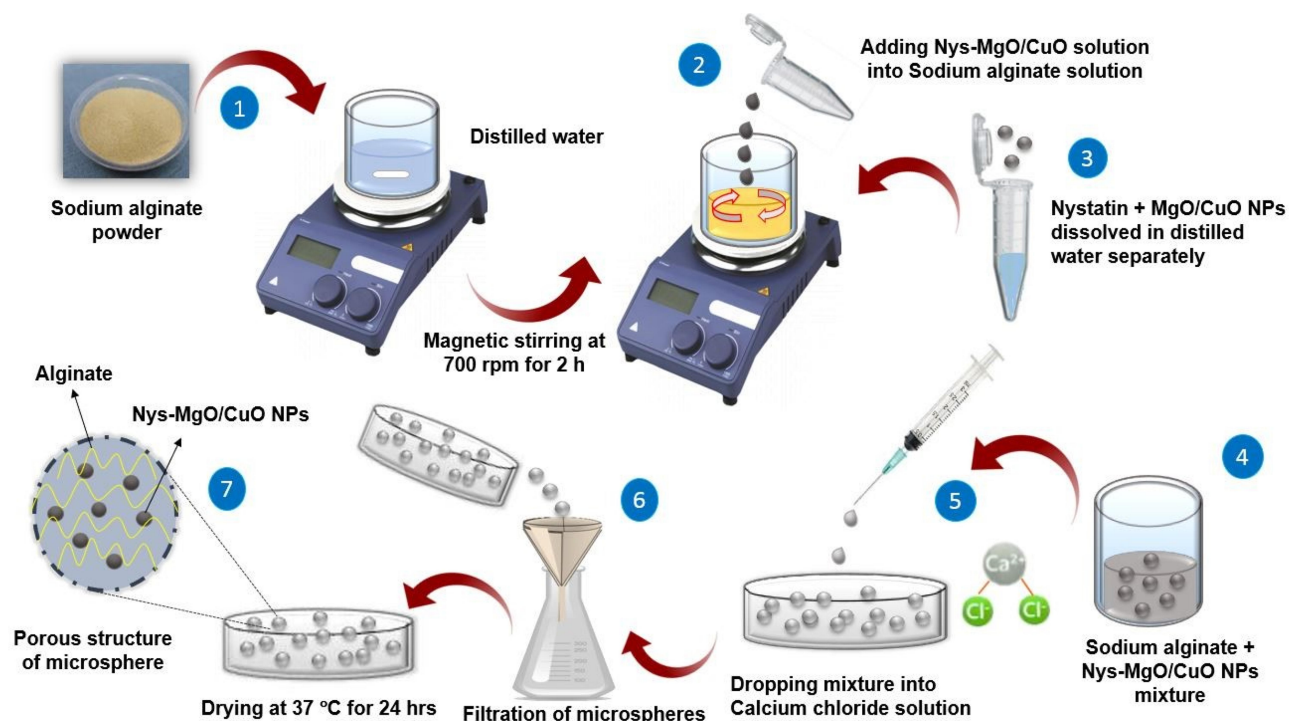 1
Sodium alginate
powder
Distilled water
Magnetic stirring at
700 rpm for 2 h
2
Adding Nys-MgO/CuO solution
into Sodium alginate solution
3
Nystatin + MgO/CuO NPs
dissolved in distilled
water separately
4
Sodium alginate +
Nys-MgO/CuO NPs
mixture
5
Ca²⁺
Cl⁻
Cl⁻
Dropping mixture into
Calcium chloride solution
6
Filtration of microspheres
7
Alginate
Nys-MgO/CuO NPs
Porous structure
of microsphere
Drying at 37 °C for 24 hrs